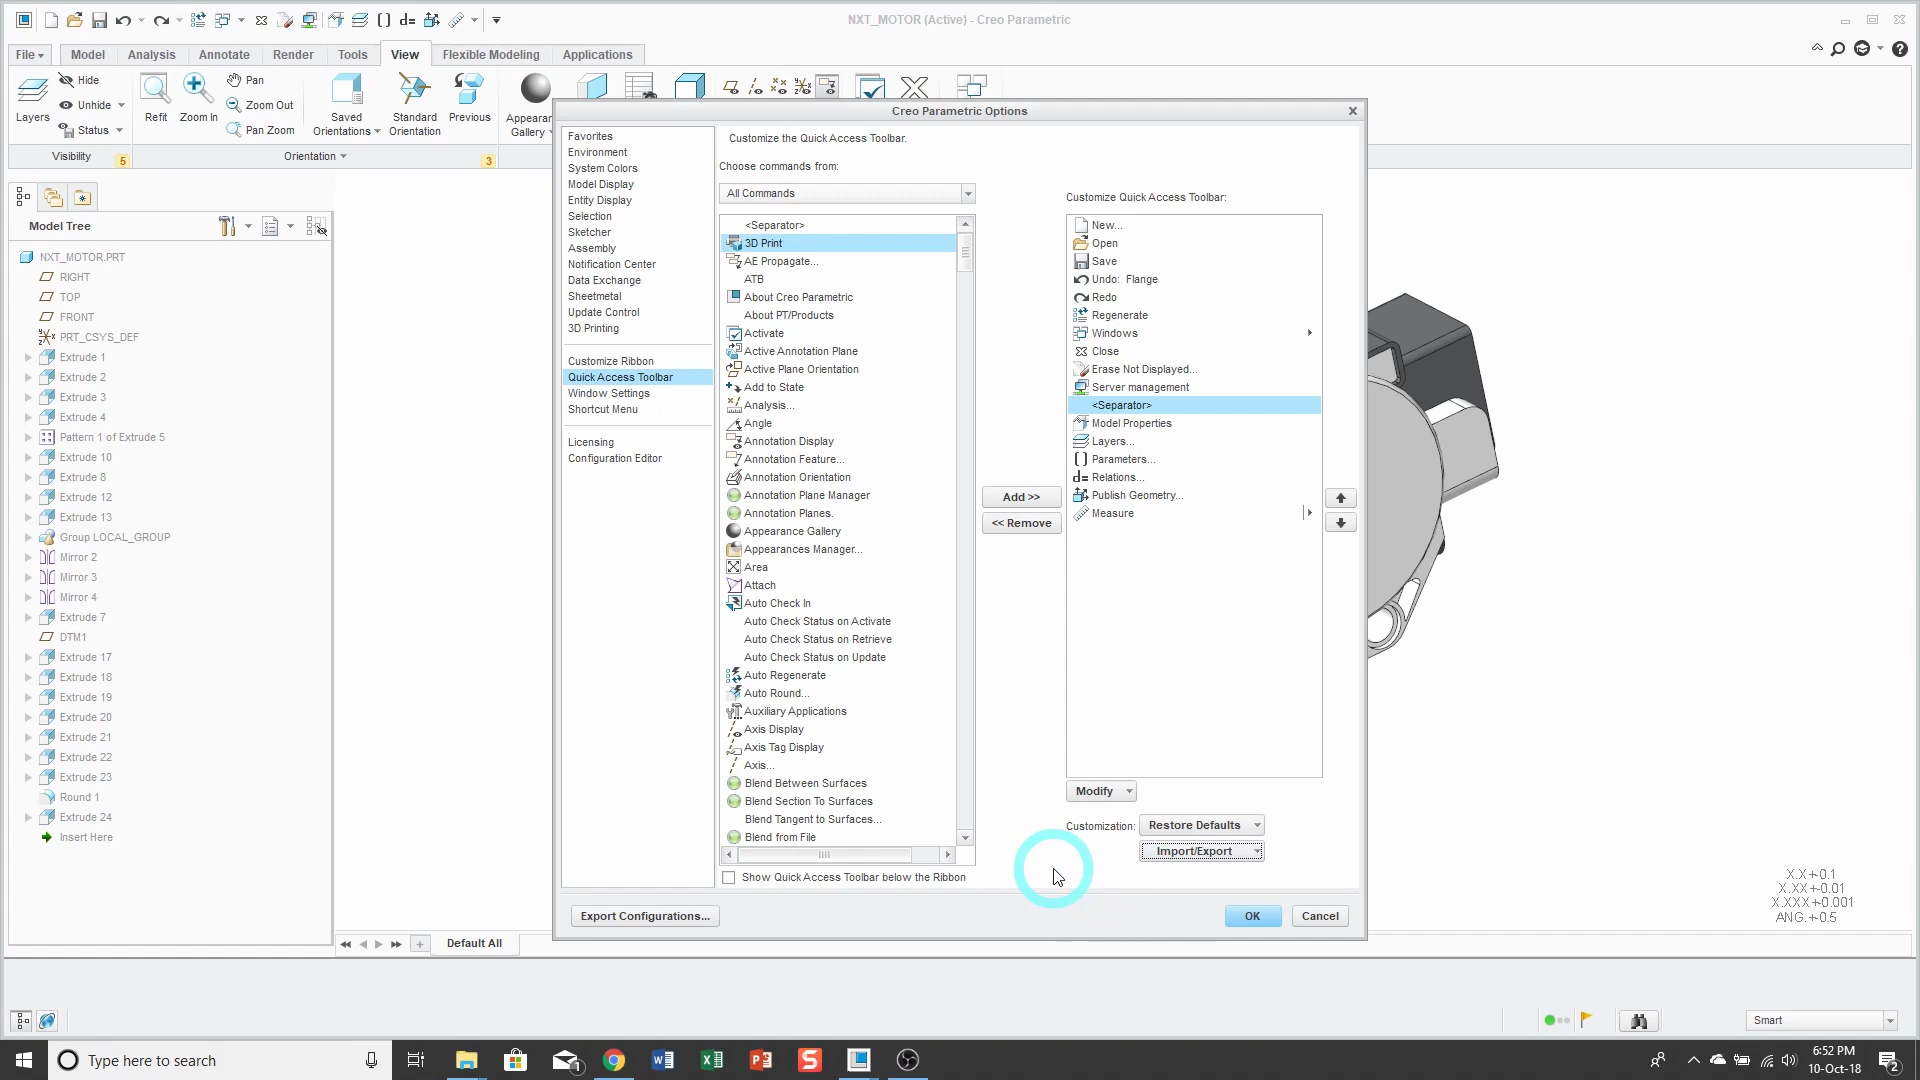 NXT_MOTOR (Active) - Creo Parametric
File
Model
Analysis
Annotate
Render
Tools
View
Flexible Modeling
Applications
Layers
Hide
Unhide
Status
Refit
Zoom In
Pan
Zoom Out
Pan Zoom
Saved
Orientations
Standard
Orientation
Previous
Gallery
Visibility
5
Orientation
3
Model Tree
NXT_MOTOR.PRT
RIGHT
TOP
FRONT
PRT_CSYS_DEF
Extrude 1
Extrude 2
Extrude 3
Extrude 4
Pattern 1 of Extrude 5
Extrude 10
Extrude 8
Extrude 12
Extrude 13
Group LOCAL_GROUP
Mirror 2
Mirror 3
Mirror 4
Extrude 7
DTM1
Extrude 17
Extrude 18
Extrude 19
Extrude 20
Extrude 21
Extrude 22
Extrude 23
Round 1
Extrude 24
Insert Here
Creo Parametric Options
Favorites
Environment
System Colors
Model Display
Entity Display
Selection
Sketcher
Assembly
Notification Center
Data Exchange
Sheetmetal
Update Control
3D Printing
Customize Ribbon
Quick Access Toolbar
Window Settings
Shortcut Menu
Licensing
Configuration Editor
Customize the Quick Access Toolbar.
Choose commands from:
All Commands
<Separator>
3D Print
AE Propagate...
ATB
About Creo Parametric
About PT/Products
Activate
Active Annotation Plane
Active Plane Orientation
Add to State
Analysis...
Angle
Annotation Display
Annotation Feature...
Annotation Orientation
Annotation Plane Manager
Annotation Planes.
Appearance Gallery
Appearances Manager...
Area
Attach
Auto Check In
Auto Check Status on Activate
Auto Check Status on Retrieve
Auto Check Status on Update
Auto Regenerate
Auto Round...
Auxiliary Applications
Axis Display
Axis Tag Display
Axis...
Blend Between Surfaces
Blend Section To Surfaces
Blend Tangent to Surfaces...
Blend from File
Show Quick Access Toolbar below the Ribbon
Add >>
<< Remove
Customize Quick Access Toolbar:
New...
Open
Save
Undo: Flange
Redo
Regenerate
Windows
Close
Erase Not Displayed...
Server management
<Separator>
Model Properties
Layers...
Parameters...
Relations...
Publish Geometry...
Measure
Modify
Customization:
Restore Defaults
Import/Export
Export Configurations...
OK
Cancel
X.X +-0.1
X.XX +-0.01
X.XXX +-0.001
ANG. +-0.5
Default All
Smart
Type here to search
1
6:52 PM
10-Oct-18
2